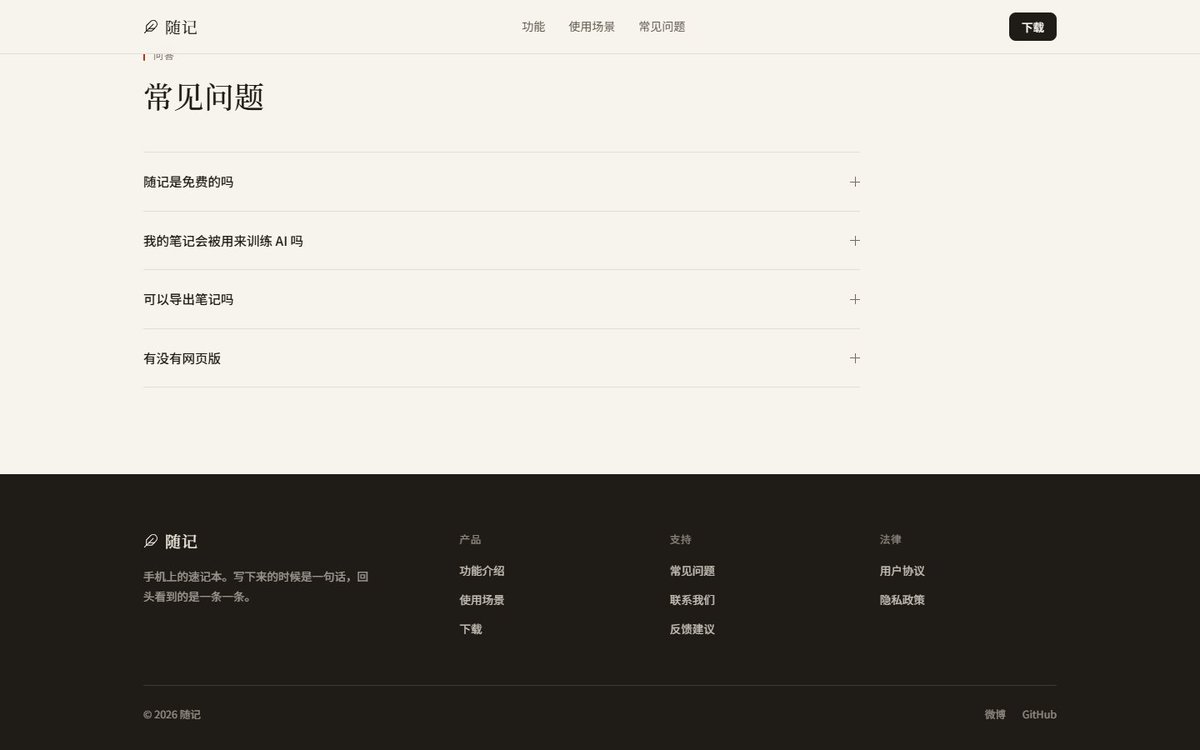 随记
功能
使用场景
常见问题
下载
问答
常见问题
随记是免费的吗
我的笔记会被用来训练 AI 吗
可以导出笔记吗
有没有网页版
随记
手机上的速记本。写下来的时候是一句话，回
头看到的是一条一条。
产品
功能介绍
使用场景
下载
支持
常见问题
联系我们
反馈建议
法律
用户协议
隐私政策
© 2026 随记
微博
GitHub